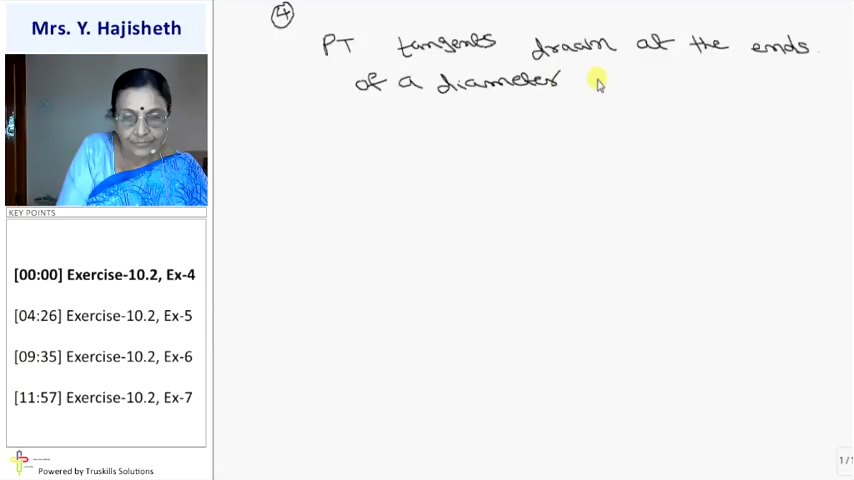 Mrs. Y. Hajisheth
KEY POINTS
[00:00] Exercise-10.2, Ex-4
[04:26] Exercise-10.2, Ex-5
[09:35] Exercise-10.2, Ex-6
[11:57] Exercise-10.2, Ex-7
Powered by Truskills Solutions
4
PT tangents drawn at the ends
of a diameter
1/1